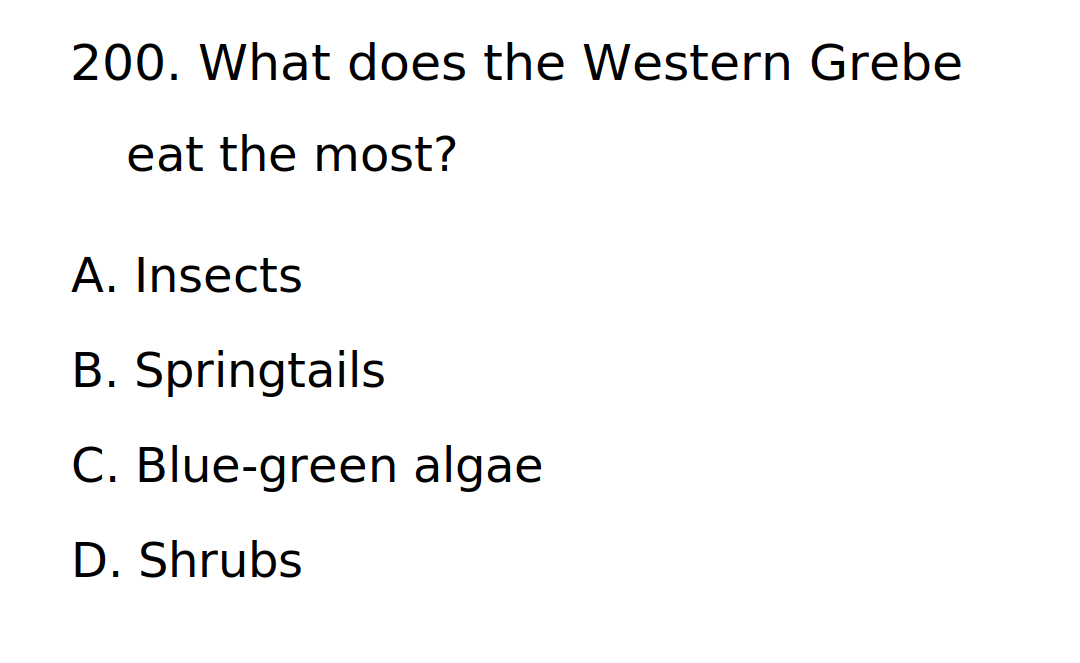 200. What does the Western Grebe
eat the most?
A. Insects
B. Springtails
C. Blue-green algae
D. Shrubs